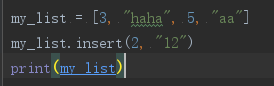 my_list = [3, "haha", 5, "aa"]
my_list.insert(2, "12")
print(my_list)